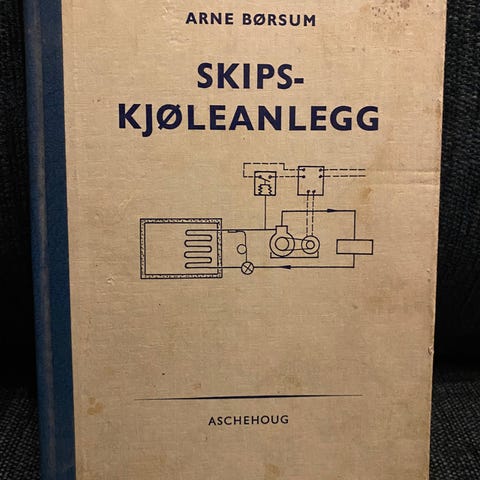 ARNE BØRSUM
SKIPS-
KJØLEANLEGG
ASCHEHOUG